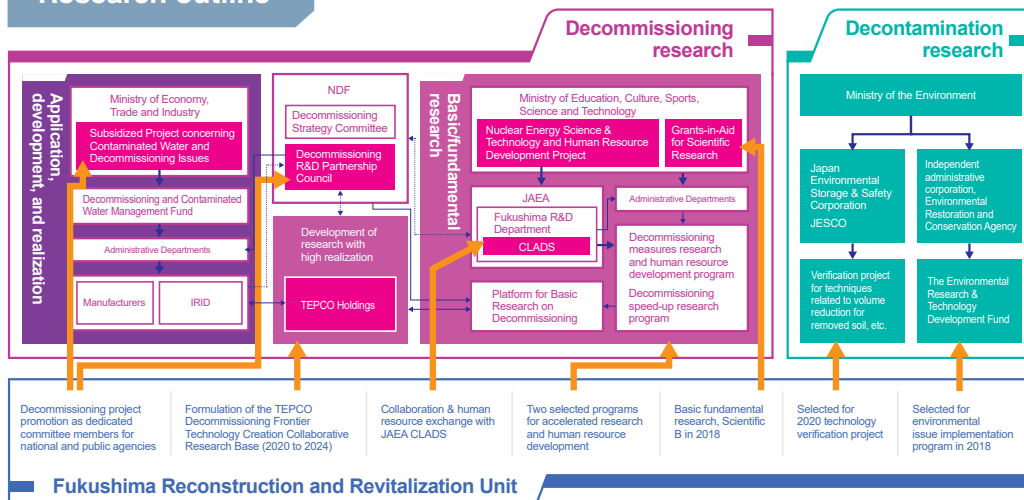 Research outline
Decommissioning
research
Decontamination
research
Application,
development, and realization
Ministry of Economy,
Trade and Industry
Subsidized Project concerning
Contaminated Water and
Decommissioning Issues
Decommissioning and Contaminated
Water Management Fund
Administrative Departments
Manufacturers
IRID
NDF
Decommissioning
Strategy Committee
Decommissioning
R&D Partnership
Council
Development of
research with
high realization
TEPCO Holdings
Basic/fundamental
research
Ministry of Education, Culture, Sports,
Science and Technology
Nuclear Energy Science &
Technology and Human Resource
Development Project
Grants-in-Aid
for Scientific
Research
JAEA
Fukushima R&D
Department
CLADS
Administrative Departments
Decommissioning
measures research
and human resource
development program
Decommissioning
speed-up research
program
Platform for Basic
Research on
Decommissioning
Ministry of the Environment
Japan
Environmental
Storage & Safety
Corporation
JESCO
Independent
administrative
corporation,
Environmental
Restoration and
Conservation Agency
Verification project
for techniques
related to volume
reduction for
removed soil, etc.
The Environmental
Research &
Technology
Development Fund
Decommissioning project
promotion as dedicated
committee members for
national and public agencies
Formulation of the TEPCO
Decommissioning Frontier
Technology Creation Collaborative
Research Base (2020 to 2024)
Collaboration & human
resource exchange with
JAEA CLADS
Two selected programs
for accelerated research
and human resource
development
Basic fundamental
research, Scientific
B in 2018
Selected for
2020 technology
verification project
Selected for
environmental
issue implementation
program in 2018
Fukushima Reconstruction and Revitalization Unit